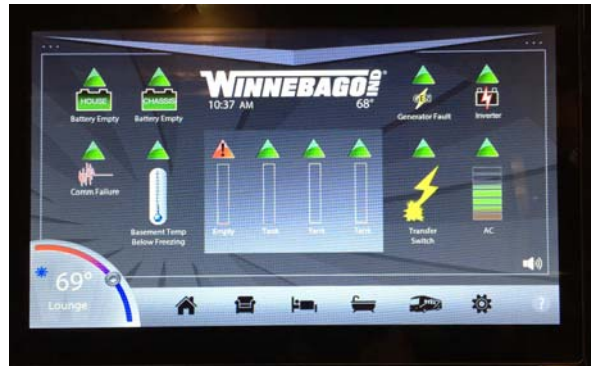 WINNEBAGO IND
10:37 AM 68°
HOUSE CHASSIS GEN
Battery Empty Battery Empty Generator Fault Inverter
Comm Failure
Basement Temp
Below Freezing
Empty Tank Tank Tank
Transfer
Switch
AC
69°
Lounge
?